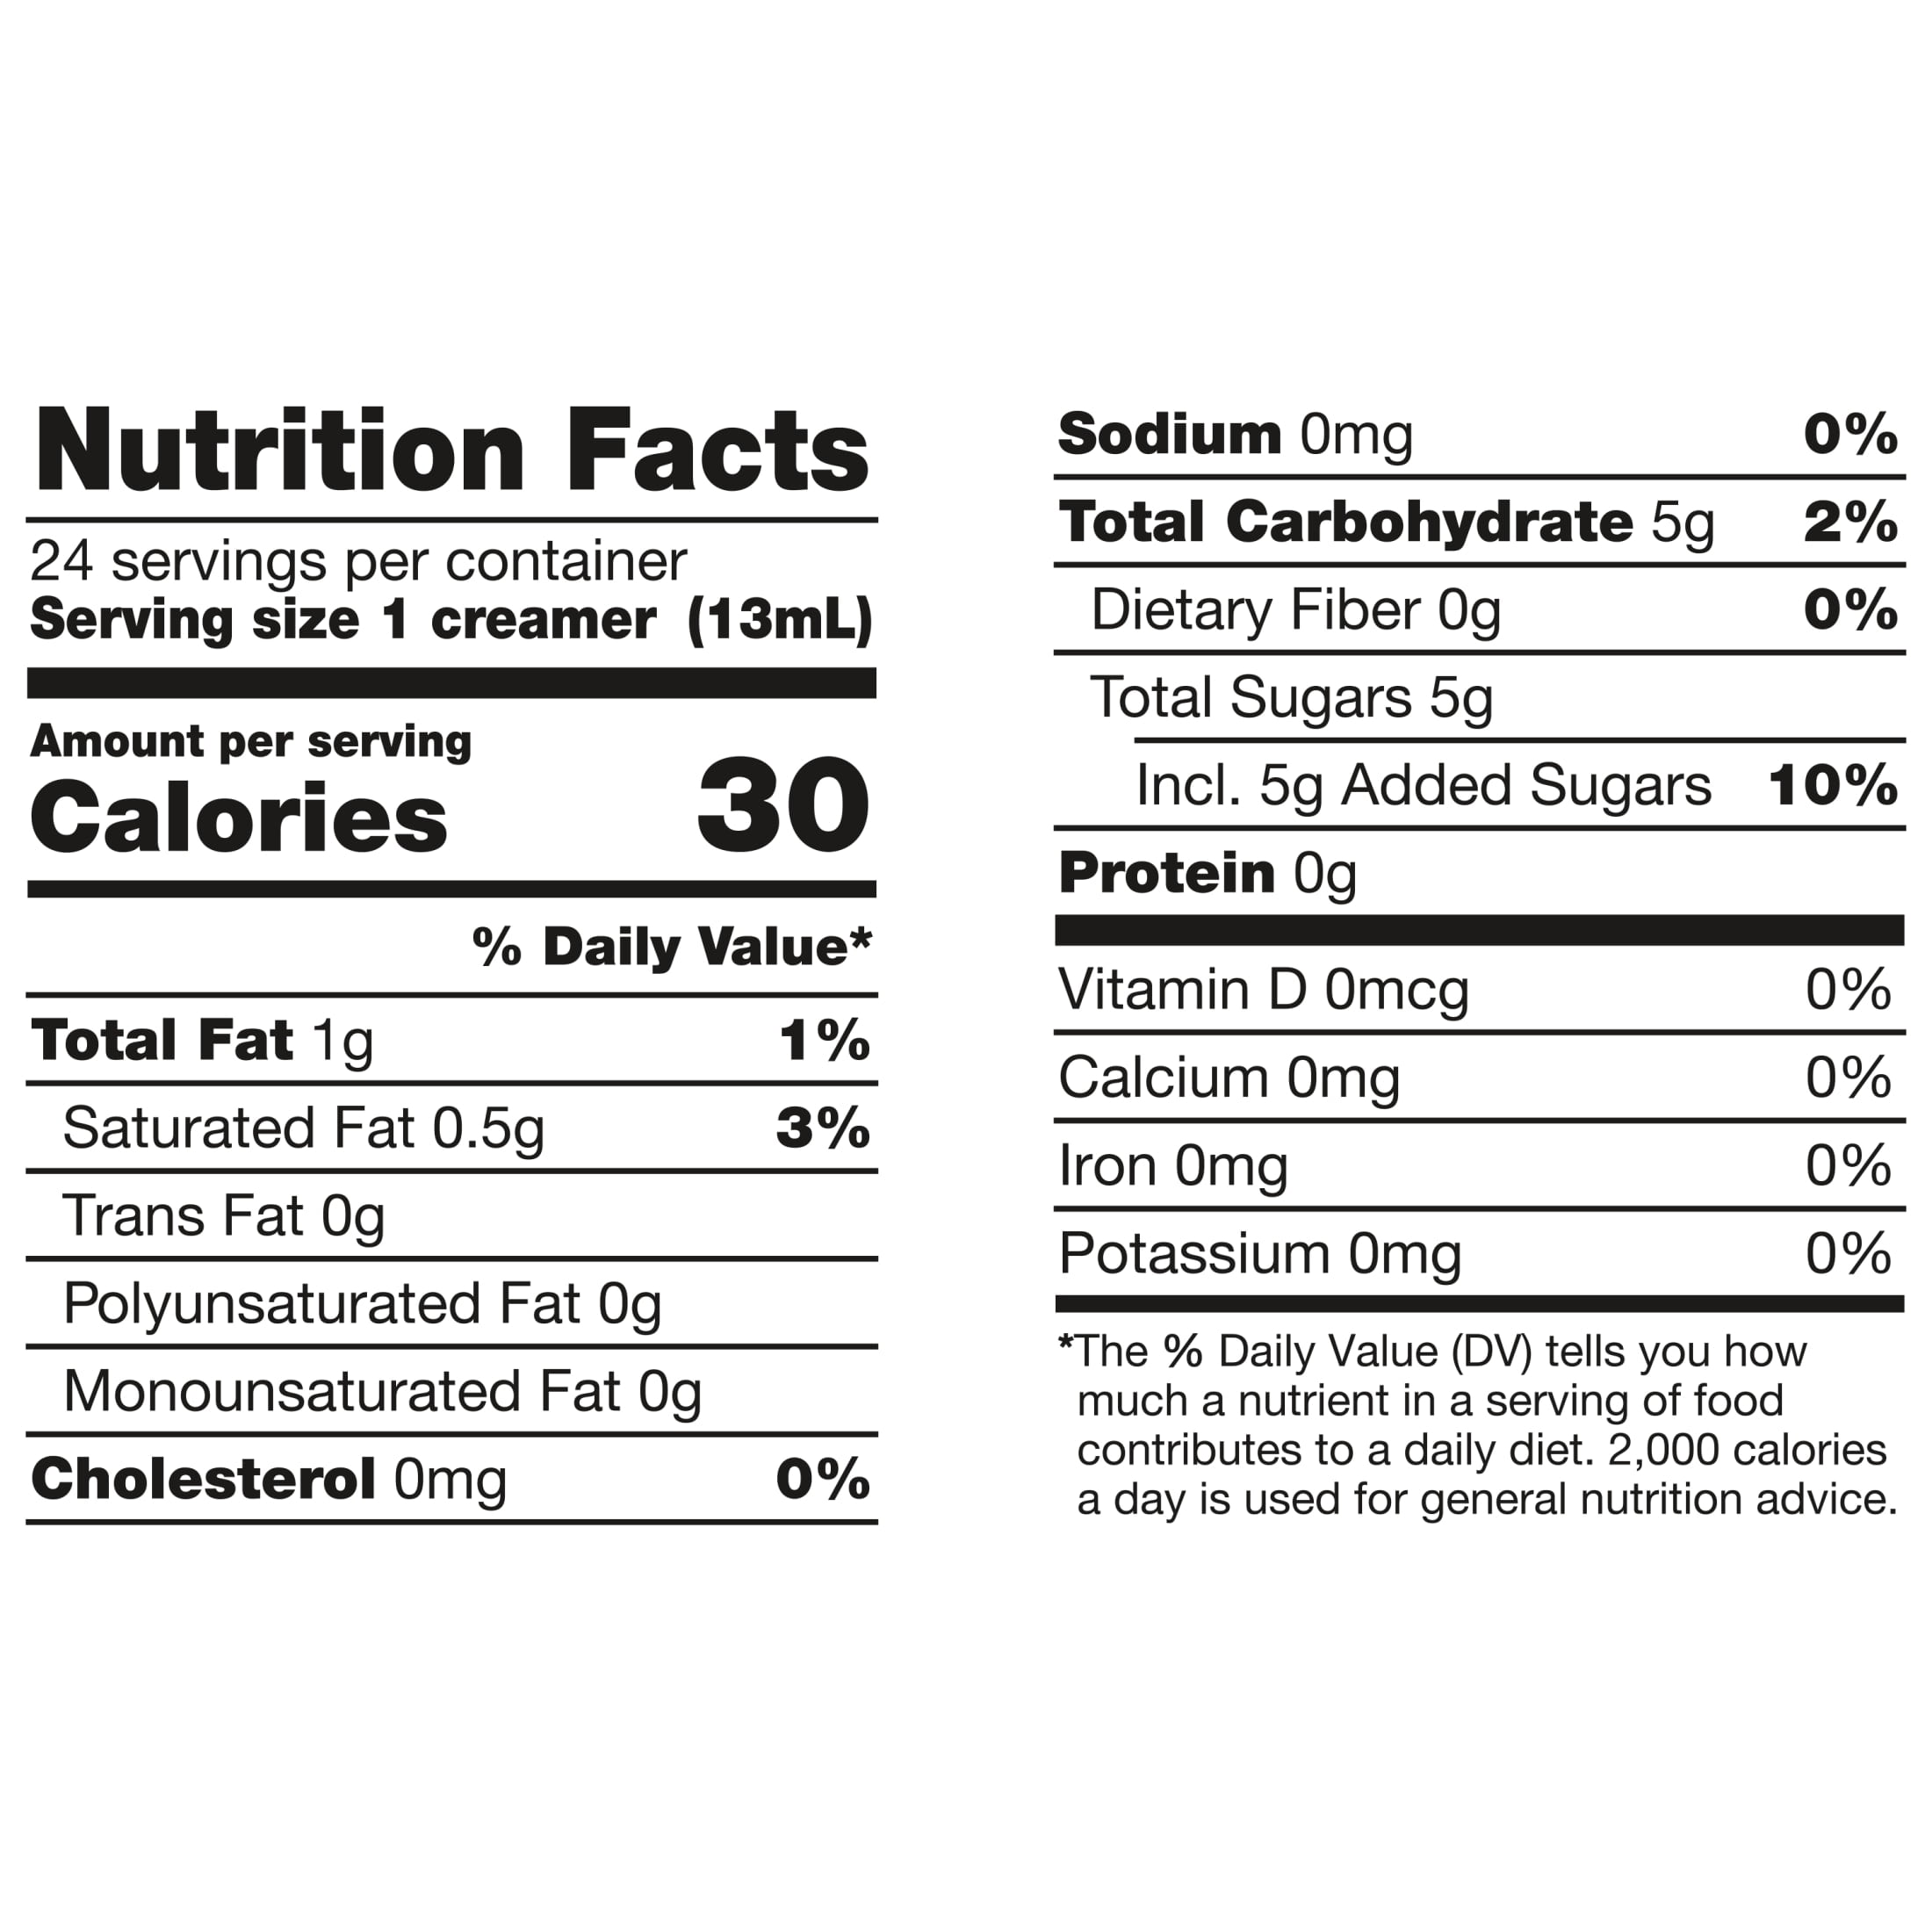 Nutrition Facts
24 servings per container
Serving size 1 creamer (13mL)
Amount per serving
Calories 30
% Daily Value*
Total Fat 1g 1%
Saturated Fat 0.5g 3%
Trans Fat 0g
Polyunsaturated Fat 0g
Monounsaturated Fat 0g
Cholesterol 0mg 0%
Sodium 0mg 0%
Total Carbohydrate 5g 2%
Dietary Fiber 0g 0%
Total Sugars 5g
Incl. 5g Added Sugars 10%
Protein 0g
Vitamin D 0mcg 0%
Calcium 0mg 0%
Iron 0mg 0%
Potassium 0mg 0%
*The % Daily Value (DV) tells you how
much a nutrient in a serving of food
contributes to a daily diet. 2,000 calories
a day is used for general nutrition advice.